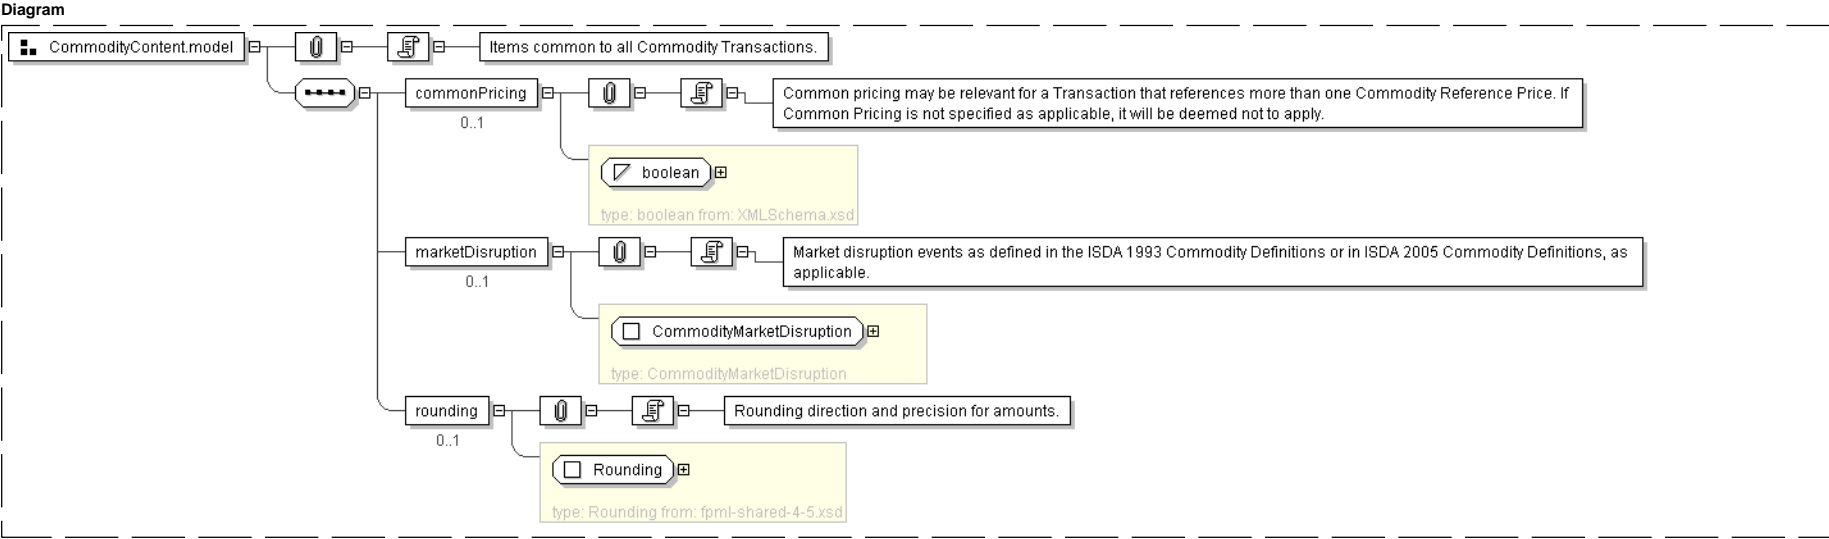 Diagram
CommodityContent.model
Items common to all Commodity Transactions.
commonPricing
0..1
Common pricing may be relevant for a Transaction that references more than one Commodity Reference Price. If
Common Pricing is not specified as applicable, it will be deemed not to apply.
boolean
type: boolean from: XMLSchema.xsd
marketDisruption
0..1
Market disruption events as defined in the ISDA 1993 Commodity Definitions or in ISDA 2005 Commodity Definitions, as
applicable.
CommodityMarketDisruption
type: CommodityMarketDisruption
rounding
0..1
Rounding direction and precision for amounts.
Rounding
type: Rounding from: fpml-shared-4-5.xsd